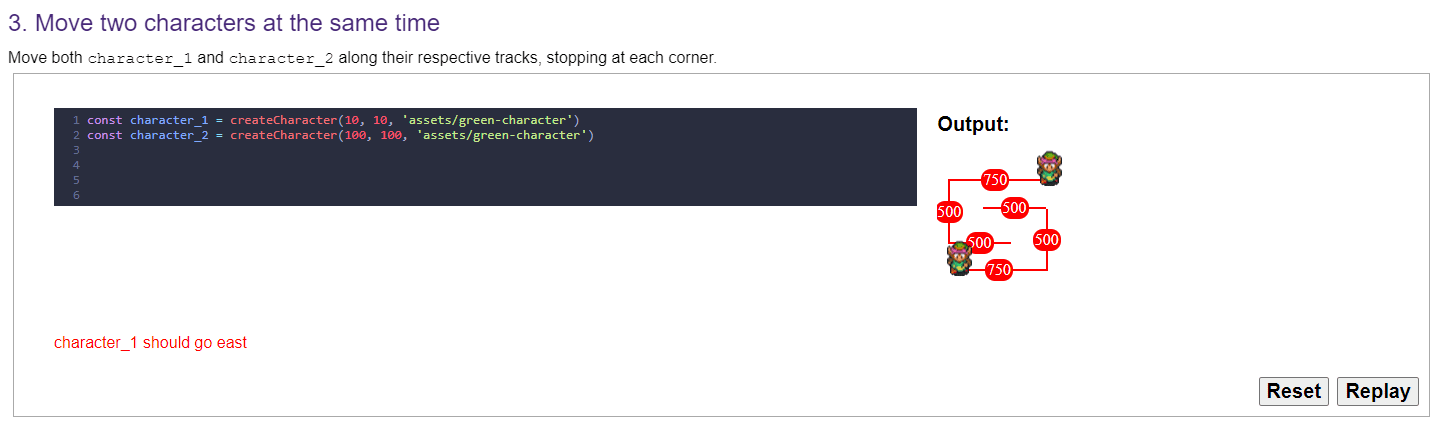 3. Move two characters at the same time
Move both character_1 and character_2 along their respective tracks, stopping at each corner.
1 const character_1 = createCharacter(10, 10, 'assets/green-character')
2 const character_2 = createCharacter(100, 100, 'assets/green-character')
3
4
5
6
Output:
750
500
500
500
500
750
character_1 should go east
Reset Replay